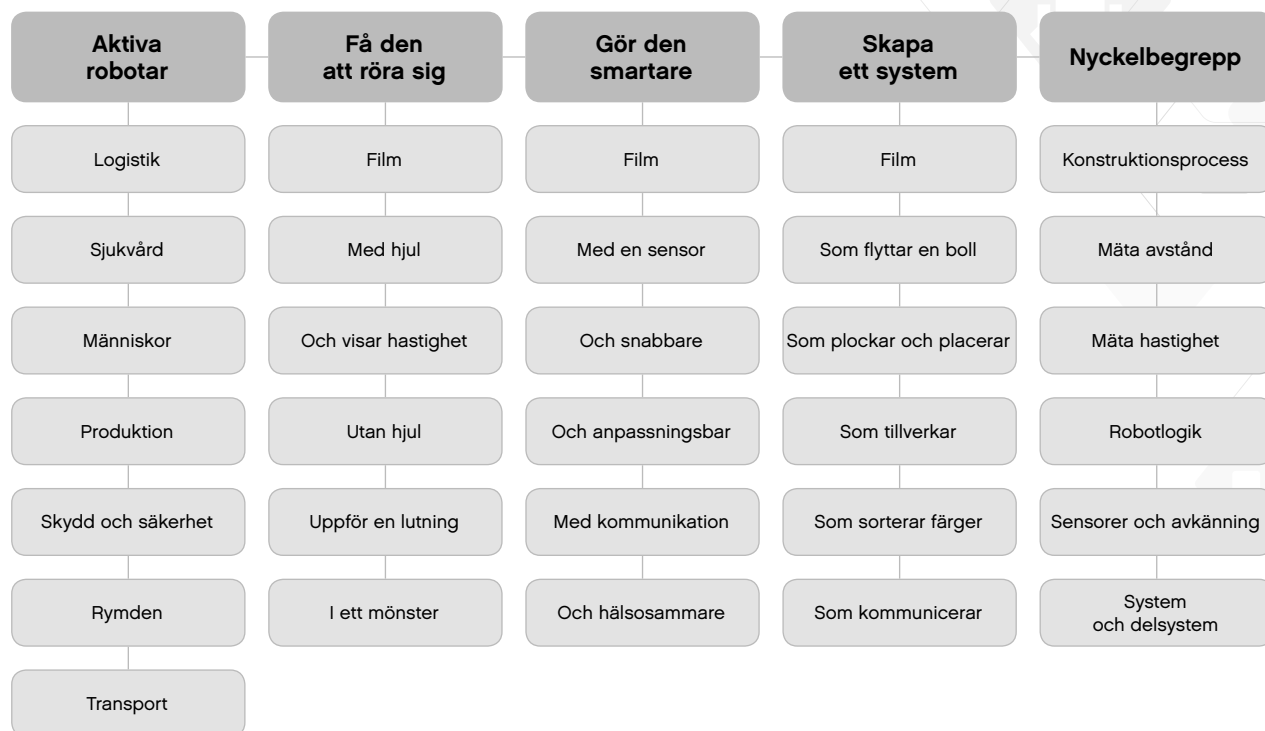 Aktiva
robotar
Få den
att röra sig
Gör den
smartare
Skapa
ett system
Nyckelbegrepp
Logistik
Film
Film
Film
Konstruktionsprocess
Sjukvård
Med hjul
Med en sensor
Som flyttar en boll
Mäta avstånd
Människor
Och visar hastighet
Och snabbare
Som plockar och placerar
Mäta hastighet
Produktion
Utan hjul
Och anpassningsbar
Som tillverkar
Robotlogik
Skydd och säkerhet
Uppför en lutning
Med kommunikation
Som sorterar färger
Sensorer och avkänning
Rymden
I ett mönster
Och hälsosammare
Som kommunicerar
System
och delsystem
Transport